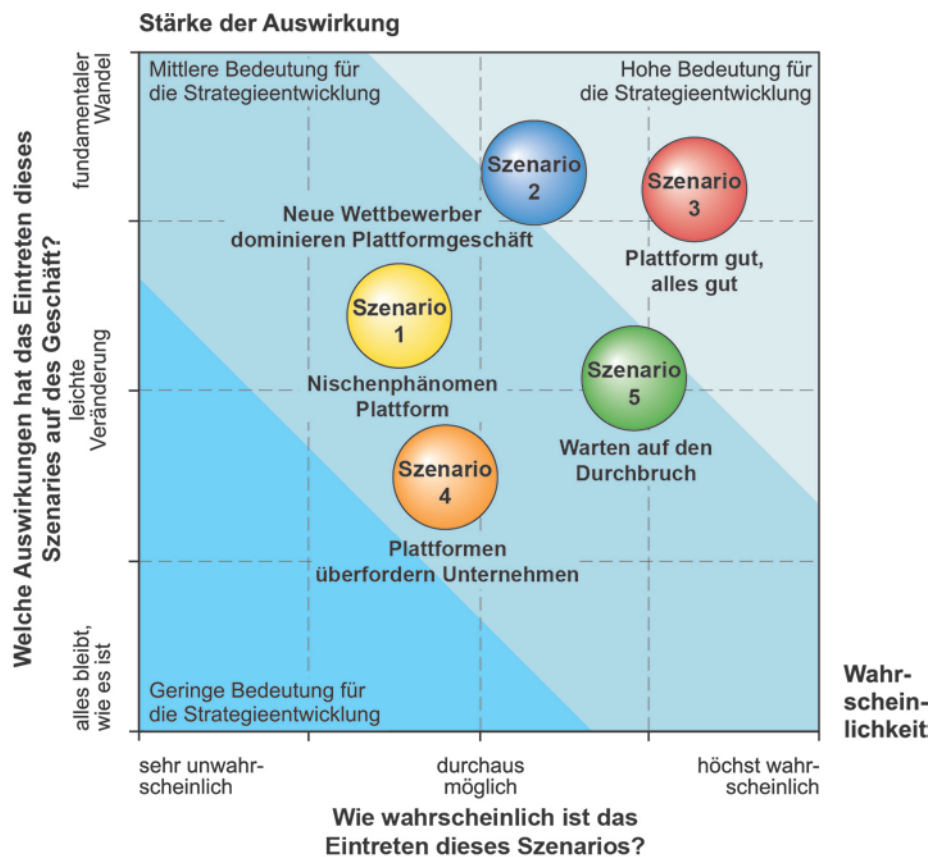 Stärke der Auswirkung
Welche Auswirkungen hat das Eintreten dieses
Szenaries auf des Geschäft?
fundamentaler
Wandel
leichte
Veränderung
alles bleibt,
wie es ist
Mittlere Bedeutung für
die Strategieentwicklung
Hohe Bedeutung für
die Strategieentwicklung
Szenario
2
Neue Wettbewerber
dominieren Plattformgeschäft
Szenario
3
Plattform gut,
alles gut
Szenario
1
Nischenphänomen
Plattform
Szenario
5
Warten auf den
Durchbruch
Szenario
4
Plattformen
überfordern Unternehmen
Geringe Bedeutung für
die Strategieentwicklung
Wahr-
schein-
lichkeit
sehr unwahr-
scheinlich
durchaus
möglich
höchst wahr-
scheinlich
Wie wahrscheinlich ist das
Eintreten dieses Szenarios?